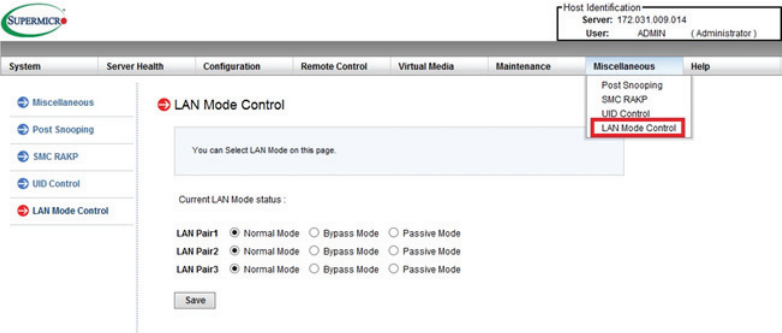 SUPERMICRO
Host Identification
Server: 172.031.009.014
User: ADMIN ( Administrator )
System Server Health Configuration Remote Control Virtual Media Maintenance Miscellaneous Help
Post Snooping
SMC RAKP
UID Control
LAN Mode Control
Miscellaneous
Post Snooping
SMC RAKP
UID Control
LAN Mode Control
LAN Mode Control
You can Select LAN Mode on this page.
Current LAN Mode status :
LAN Pair1 Normal Mode Bypass Mode Passive Mode
LAN Pair2 Normal Mode Bypass Mode Passive Mode
LAN Pair3 Normal Mode Bypass Mode Passive Mode
Save